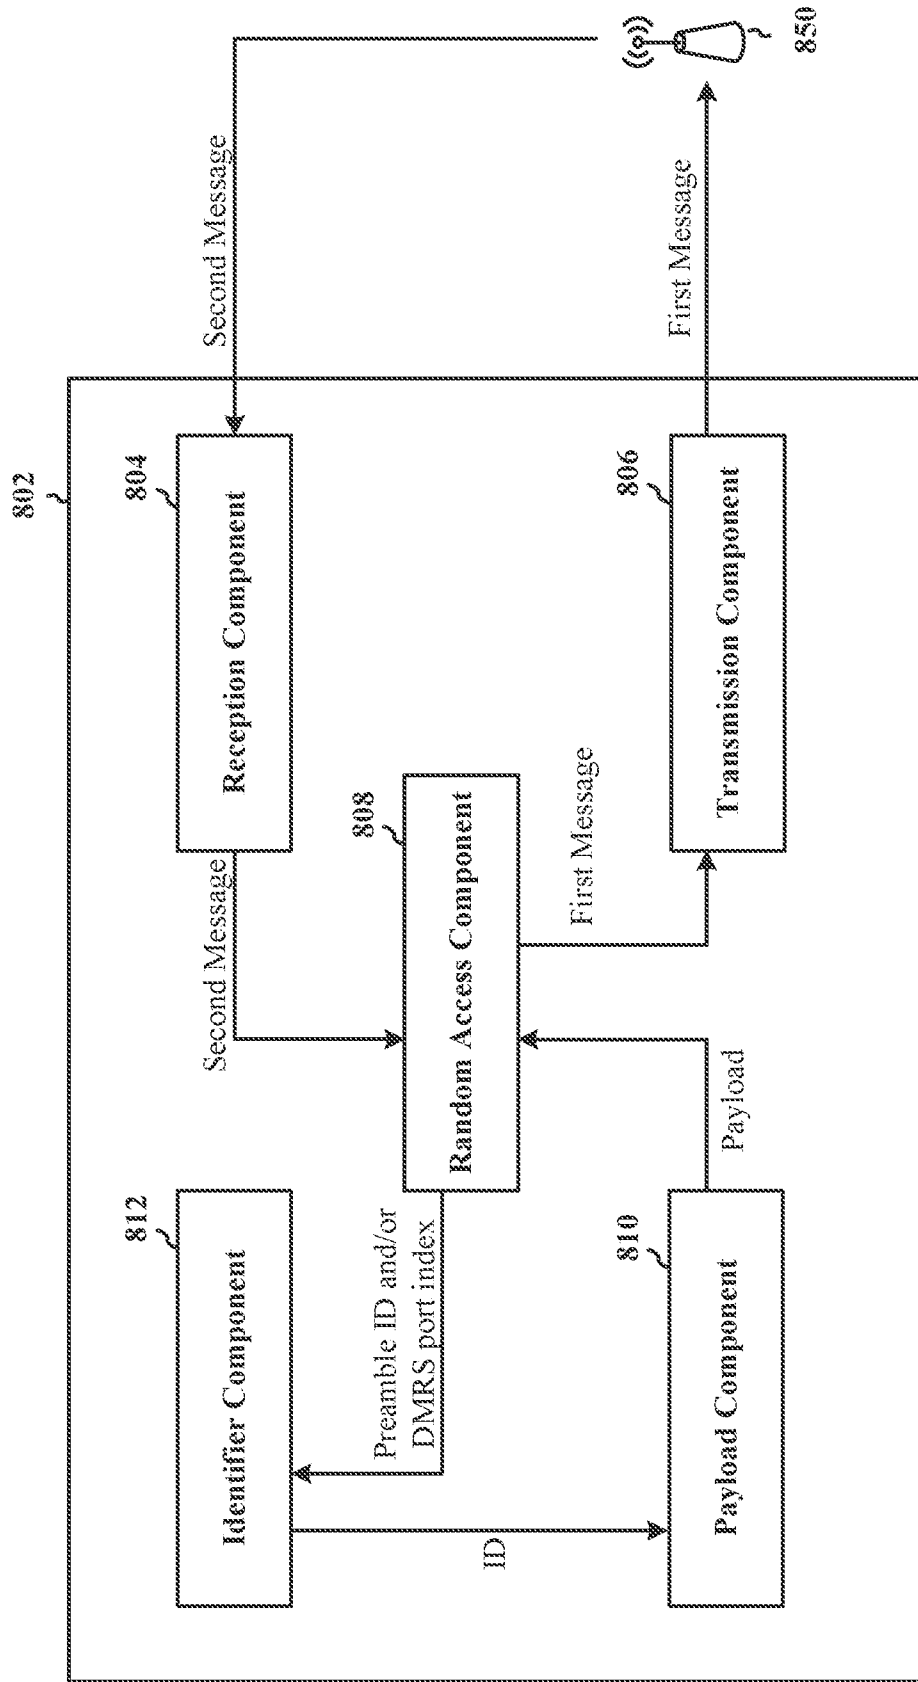 802
812
Identifier Component
Second Message
804
Reception Component
Second Message
Preamble ID and/or
DMRS port index
808
Random Access Component
ID
First Message
810
Payload Component
Payload
806
Transmission Component
First Message
850